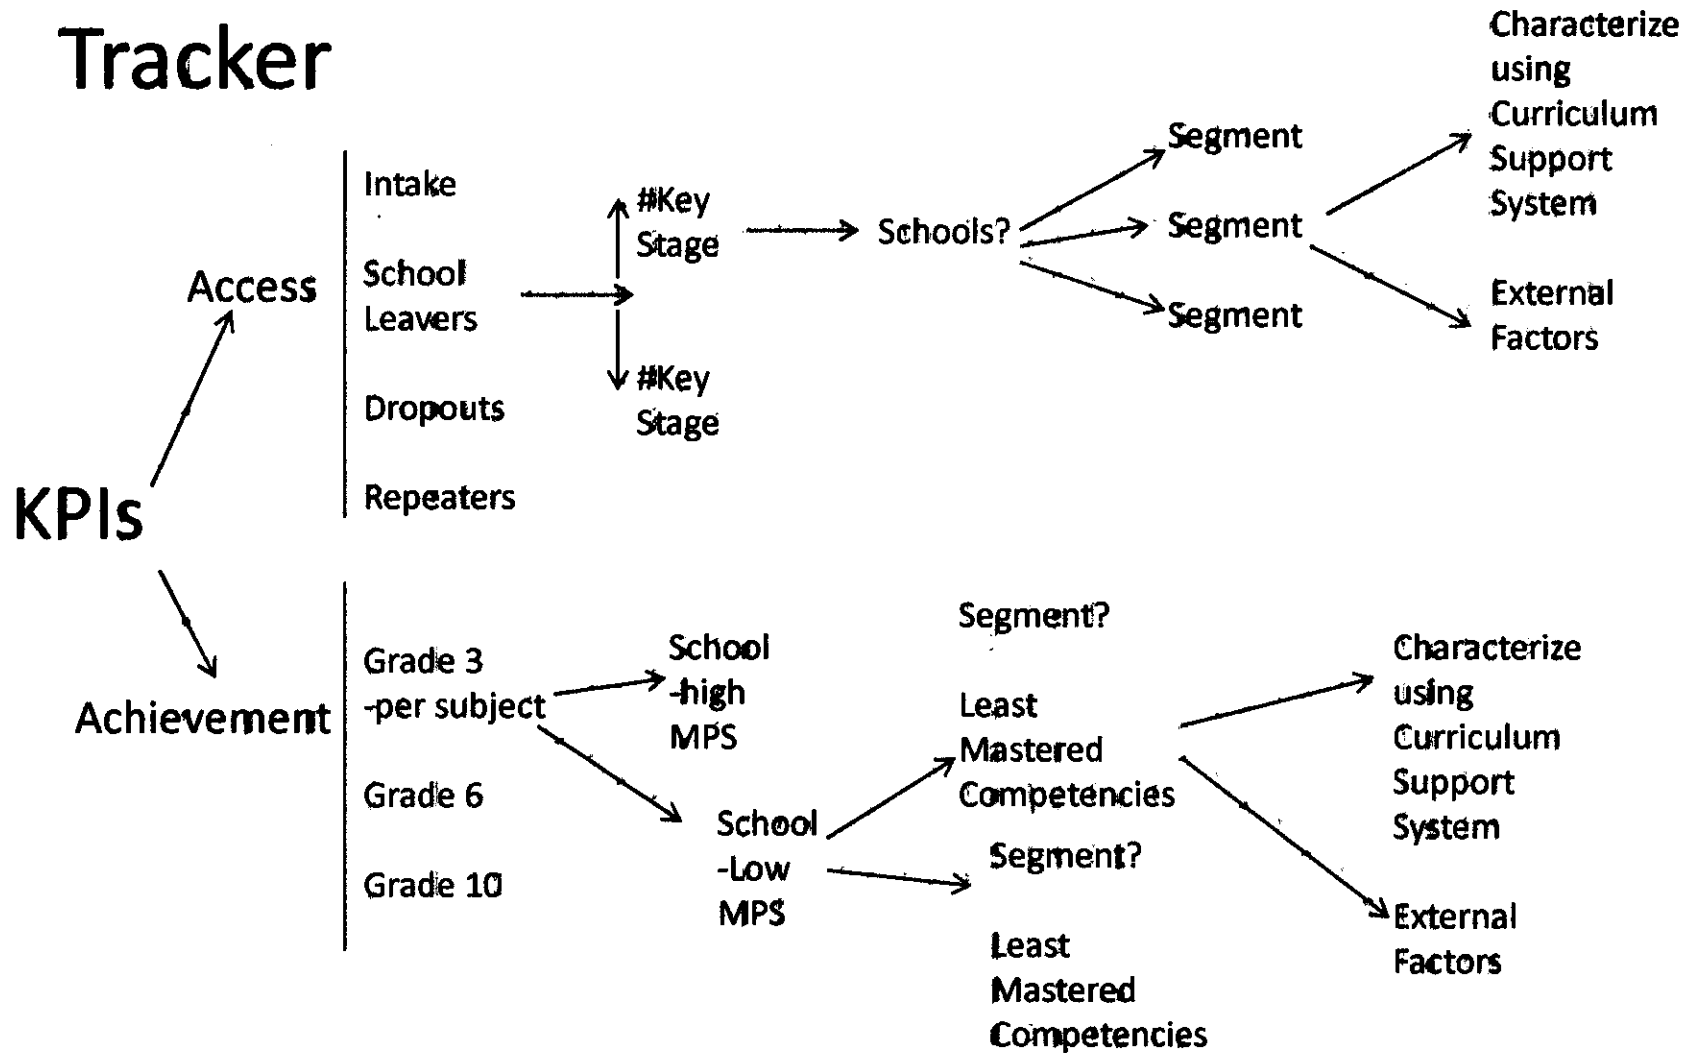 Tracker
KPIs
Access
Intake
School
Leavers
Dropouts
Repeaters
#Key
Stage
#Key
Stage
Schools?
Segment
Segment
Segment
Characterize
using
Curriculum
Support
System
External
Factors
Achievement
Grade 3
-per subject
Grade 6
Grade 10
School
-high
MPS
School
-Low
MPS
Segment?
Least
Mastered
Competencies
Segment?
Least
Mastered
Competencies
Characterize
using
Curriculum
Support
System
External
Factors